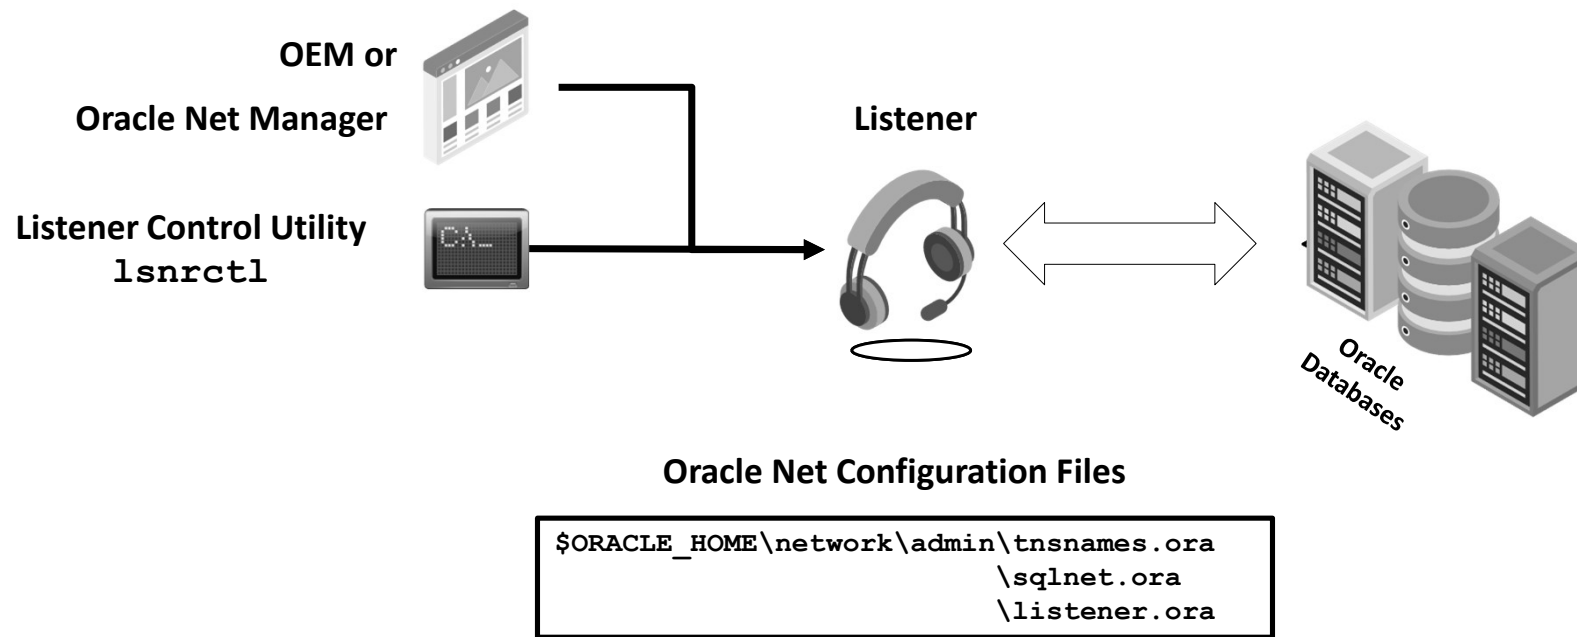 OEM or
Oracle Net Manager
Listener Control Utility
lsnrctl
C:\_
Listener
Oracle
Databases
Oracle Net Configuration Files
$ORACLE_HOME\network\admin\tnsnames.ora
\sqlnet.ora
\listener.ora